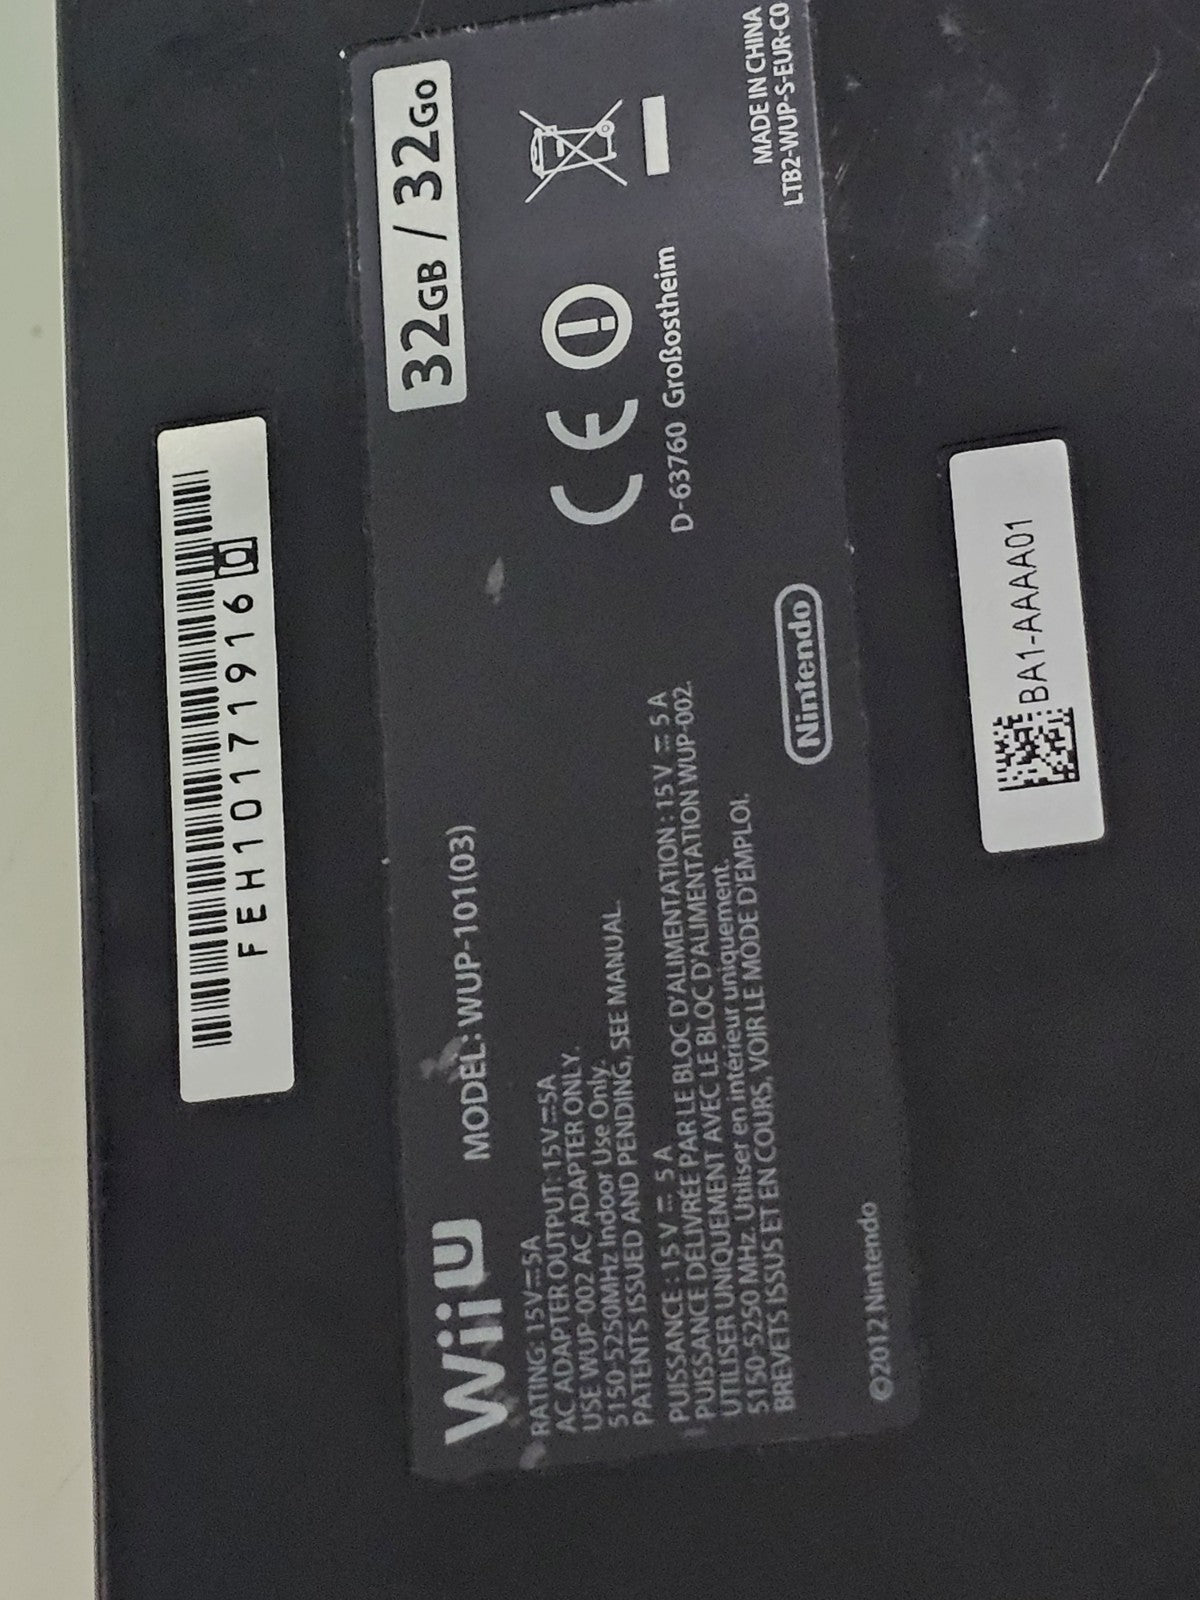 FEH101719160
32GB / 32Go
Wii U MODEL: WUP-101(03)
RATING: 15V⎓5A
AC ADAPTER OUTPUT: 15V⎓5A
USE WUP-002 AC ADAPTER ONLY.
5150-5250MHz Indoor Use Only.
PATENTS ISSUED AND PENDING, SEE MANUAL.
PUISSANCE : 15 V ⎓ 5 A
PUISSANCE DÉLIVRÉE PAR LE BLOC D'ALIMENTATION : 15 V ⎓ 5 A
UTILISER UNIQUEMENT AVEC LE BLOC D'ALIMENTATION WUP-002.
5150-5250 MHz. Utiliser en intérieur uniquement.
BREVETS ISSUS ET EN COURS, VOIR LE MODE D'EMPLOI.
CE
D-63760 Großostheim
Nintendo
MADE IN CHINA
LTB2-WUP-S-EUR-C0
©2012 Nintendo
BA1-AAAA01